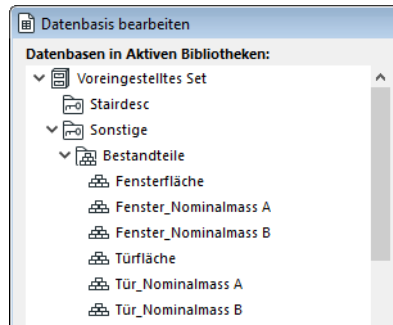 Datenbasis bearbeiten
Datenbasen in Aktiven Bibliotheken:
Voreingestelltes Set
Stairdesc
Sonstige
Bestandteile
Fensterfläche
Fenster_Nominalmass A
Fenster_Nominalmass B
Türfläche
Tür_Nominalmass A
Tür_Nominalmass B